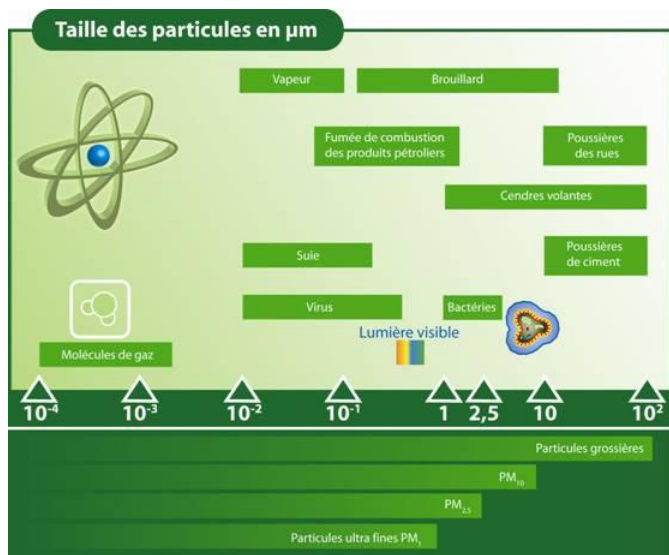 Taille des particules en µm
Vapeur
Brouillard
Fumée de combustion
des produits pétroliers
Poussières
des rues
Cendres volantes
Suie
Poussières
de ciment
Virus
Bactéries
Lumière visible
Molécules de gaz
10⁻⁴ 10⁻³ 10⁻² 10⁻¹ 1 2,5 10 10²
Particules grossières
PM₁₀
PM₂,₅
Particules ultra fines PM₁